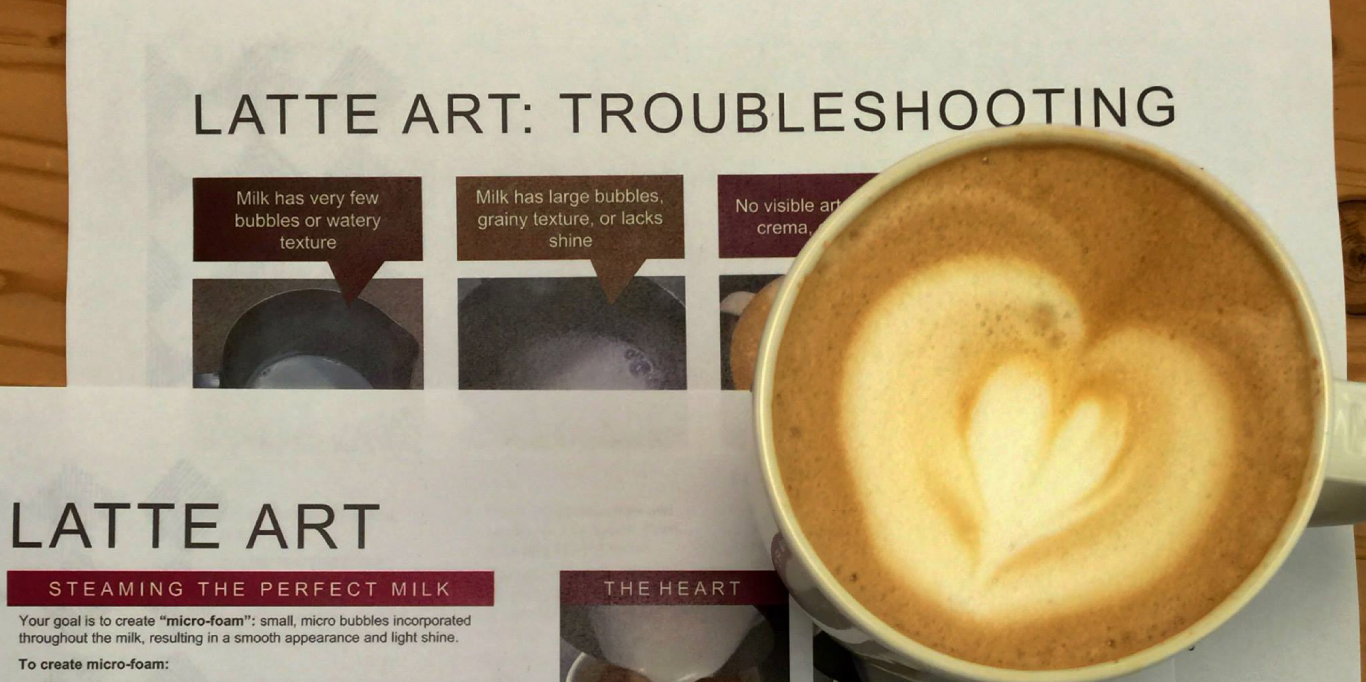 LATTE ART: TROUBLESHOOTING
Milk has very few
bubbles or watery
texture
Milk has large bubbles,
grainy texture, or lacks
shine
No visible art
crema,
LATTE ART
STEAMING THE PERFECT MILK
Your goal is to create “micro-foam”: small, micro bubbles incorporated
throughout the milk, resulting in a smooth appearance and light shine.
To create micro-foam:
THE HEART